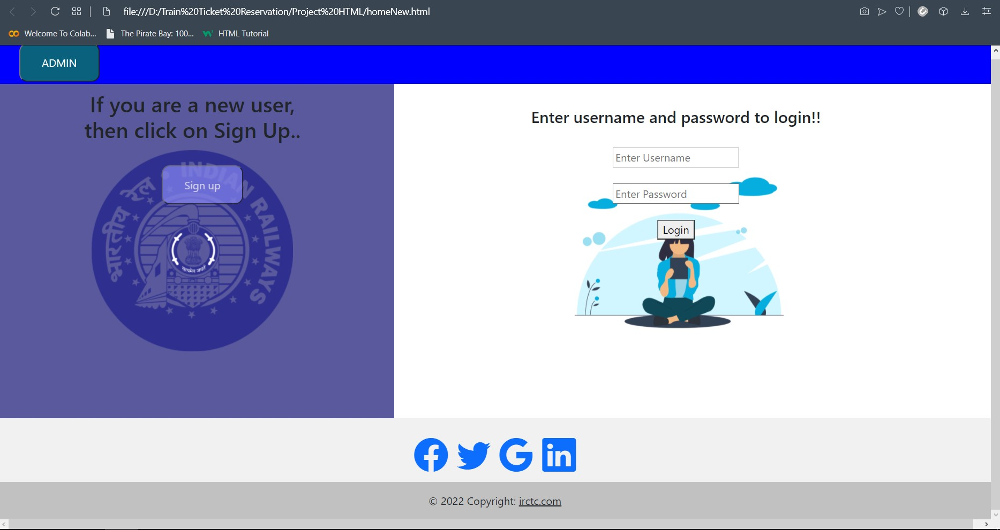 file:///D:/Train%20Ticket%20Reservation/Project%20HTML/homeNew.html
Welcome To Colab...
The Pirate Bay: 100...
HTML Tutorial
ADMIN
If you are a new user,
then click on Sign Up..
Sign up
भारतीय रेल
INDIAN RAILWAYS
सत्यमेव जयते
Enter username and password to login!!
Enter Username
Enter Password
Login
© 2022 Copyright: irctc.com